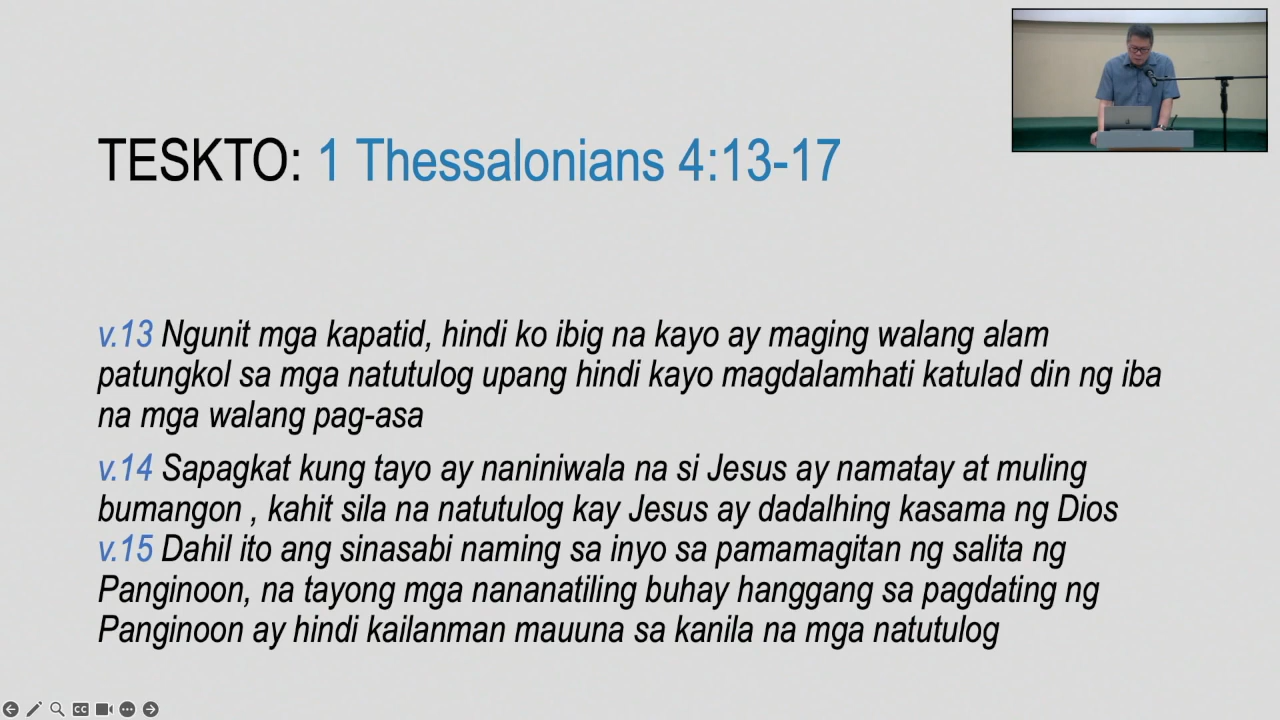 TESKTO: 1 Thessalonians 4:13-17
v.13 Ngunit mga kapatid, hindi ko ibig na kayo ay maging walang alam
patungkol sa mga natutulog upang hindi kayo magdalamhati katulad din ng iba
na mga walang pag-asa
v.14 Sapagkat kung tayo ay naniniwala na si Jesus ay namatay at muling
bumangon , kahit sila na natutulog kay Jesus ay dadalhing kasama ng Dios
v.15 Dahil ito ang sinasabi naming sa inyo sa pamamagitan ng salita ng
Panginoon, na tayong mga nananatiling buhay hanggang sa pagdating ng
Panginoon ay hindi kailanman mauuna sa kanila na mga natutulog
CC